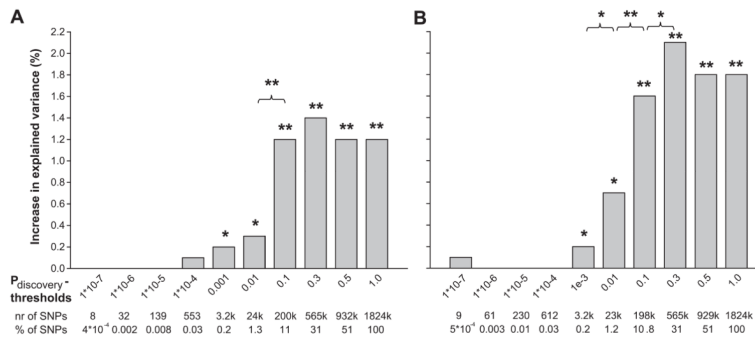 A
B
* ** *
**
2.2
2.0
1.8
1.6
1.4
1.2
1.0
0.8
0.6
0.4
0.2
0.0
Increase in explained variance (%)
* * ** ** ** **
* * ** ** ** **
Pdiscovery- thresholds
1*10-7 1*10-6 1*10-5 1*10-4 0.001 0.01 0.1 0.3 0.5 1.0
1*10-7 1*10-6 1*10-5 1*10-4 1e-3 0.01 0.1 0.3 0.5 1.0
nr of SNPs 8 32 139 553 3.2k 24k 200k 565k 932k 1824k
9 61 230 612 3.2k 23k 198k 565k 929k 1824k
% of SNPs 4*10-4 0.002 0.008 0.03 0.2 1.3 11 31 51 100
5*10-4 0.003 0.01 0.03 0.2 1.2 10.8 31 51 100